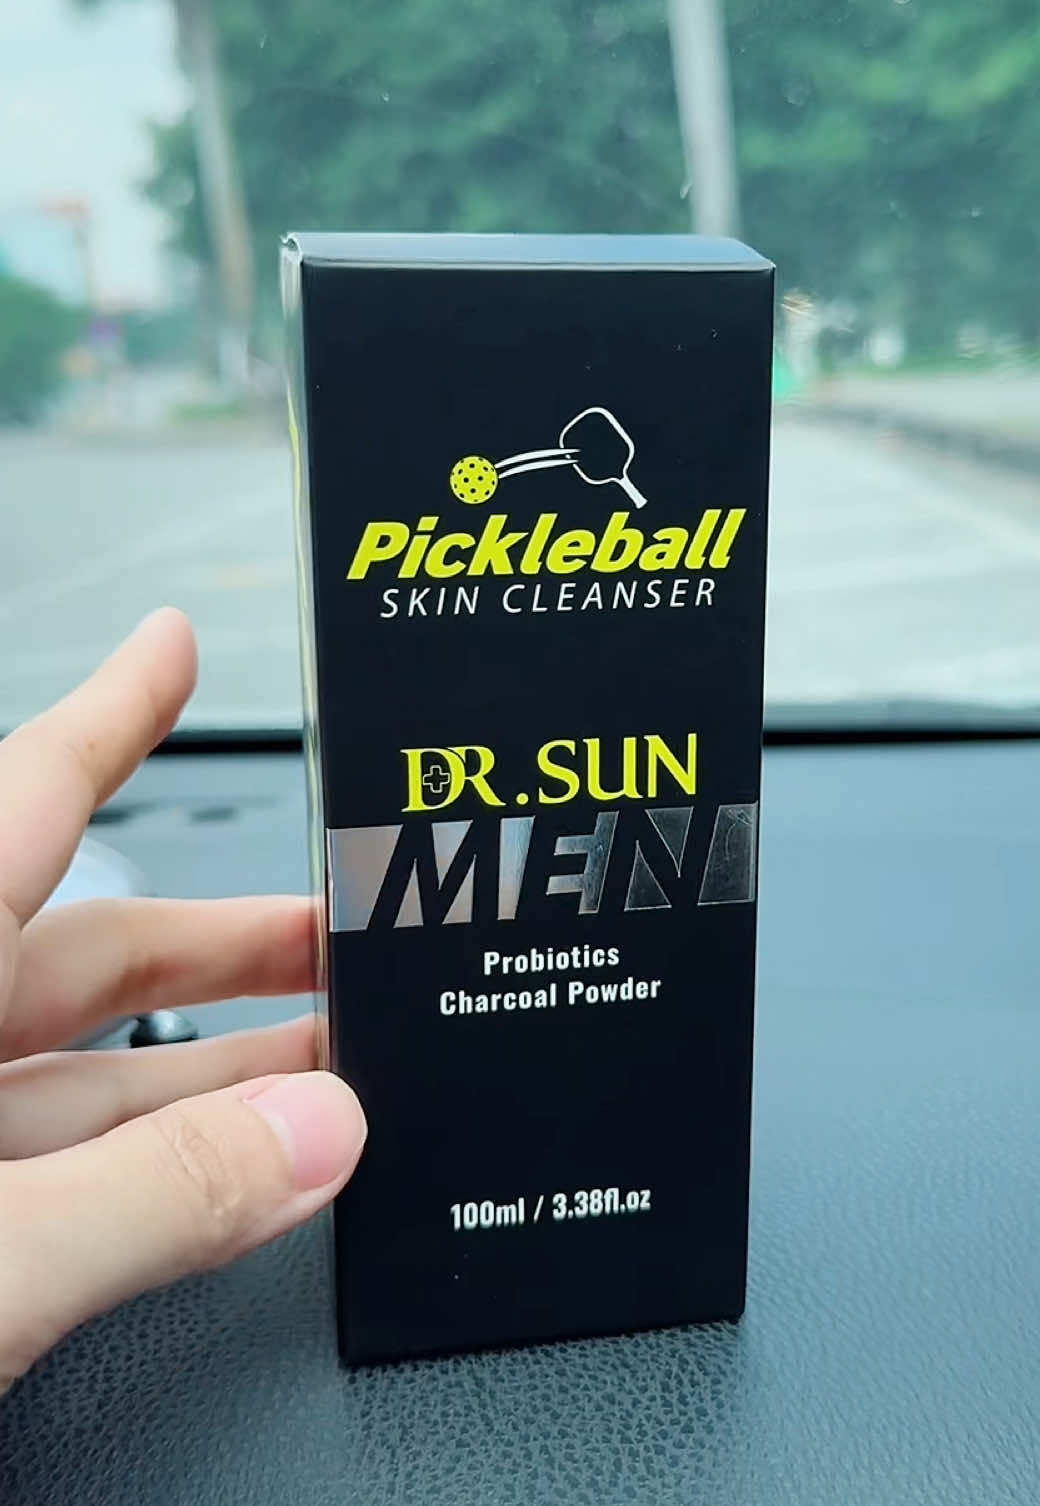 Pickleball
SKIN CLEANSER
DR.SUN
MEN
Probiotics
Charcoal Powder
100ml / 3.38fl.oz